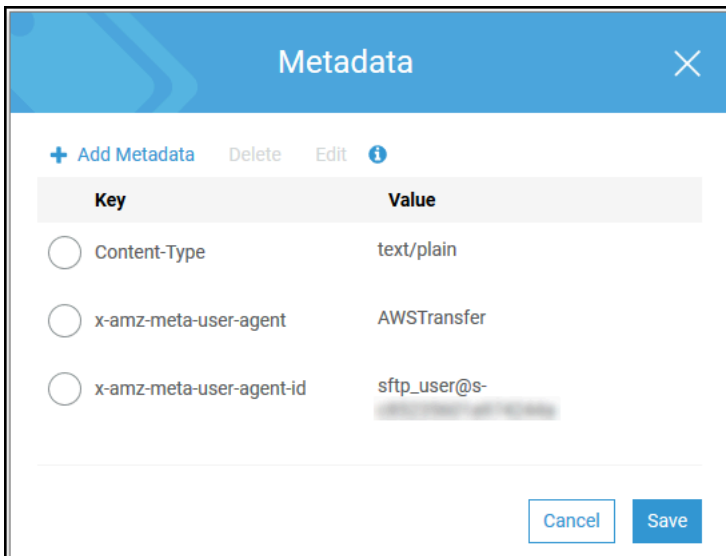 Metadata
Add Metadata Delete Edit
Key Value
Content-Type text/plain
x-amz-meta-user-agent AWSTransfer
x-amz-meta-user-agent-id sftp_user@s-
Cancel Save